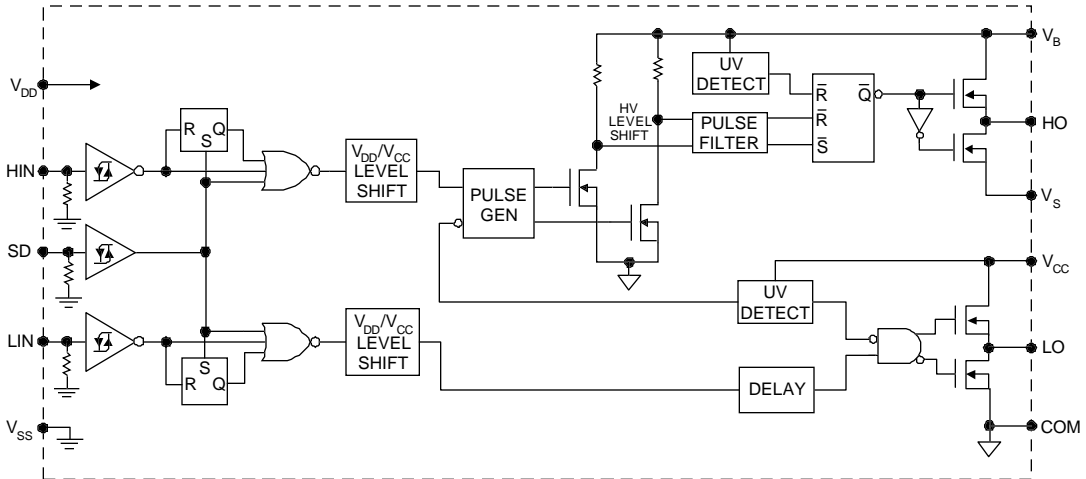 V_B
UV
DETECT
V_DD
R̅ Q̅
HV
LEVEL
SHIFT
PULSE
FILTER
R̅
S̅
HO
R S Q
V_DD/V_CC
LEVEL
SHIFT
HIN
PULSE
GEN
V_S
SD
V_CC
UV
DETECT
V_DD/V_CC
LEVEL
SHIFT
LIN
LO
R S Q
DELAY
V_SS
COM